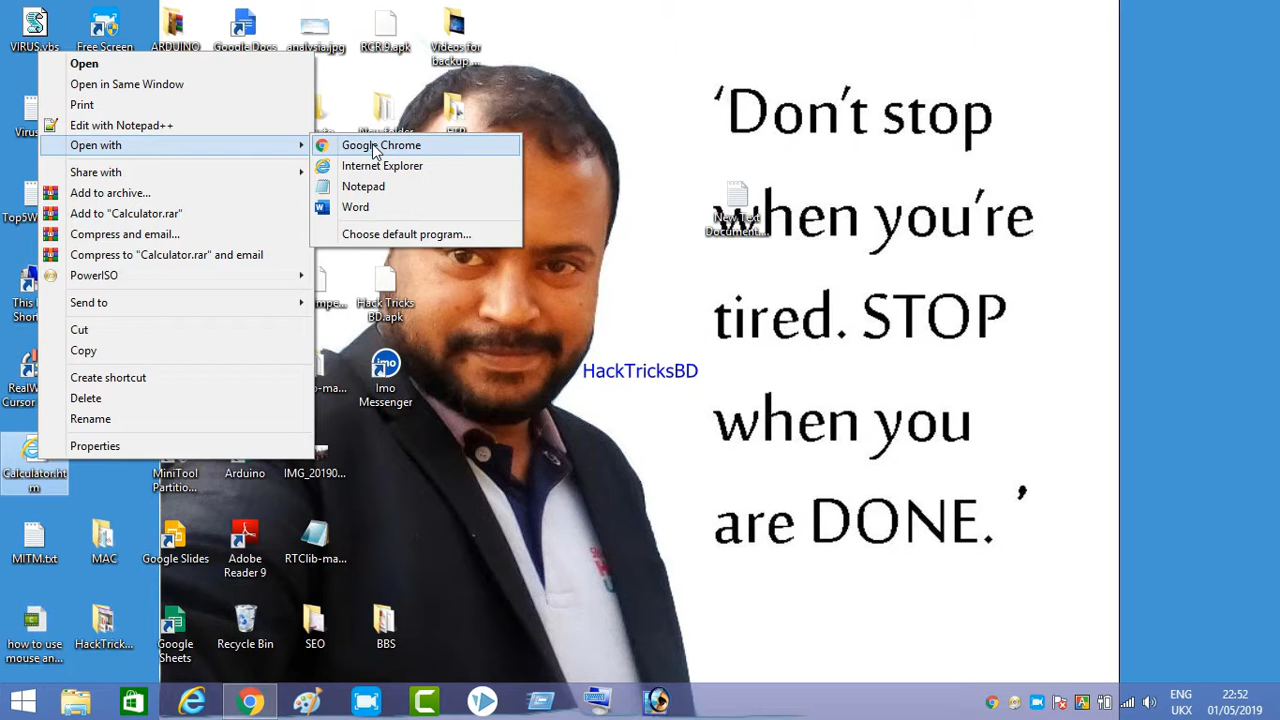 VIRUS.vbs
Free Screen
ARDUINO
Google Docs
analysia.jpg
RCR.9.apk
Videos for
backup ...
Open
Open in Same Window
Print
Edit with Notepad++
Open with
Share with
Add to archive...
Add to "Calculator.rar"
Compress and email...
Compress to "Calculator.rar" and email
PowerISO
Send to
Cut
Copy
Create shortcut
Delete
Rename
Properties
Google Chrome
Internet Explorer
Notepad
Word
Choose default program...
New folder
New Text
Document....
Hack Tricks
BD.apk
Imo
Messenger
HackTricksBD
‘Don’t stop
when you’re
tired. STOP
when you
are DONE. ’
Calculator.ht
m
MiniTool
Partitio...
Arduino
IMG_20190...
MITM.txt
MAC
Google Slides
Adobe
Reader 9
RTClib-ma...
how to use
mouse an...
HackTrick...
Google
Sheets
Recycle Bin
SEO
BBS
ENG
UKX
22:52
01/05/2019